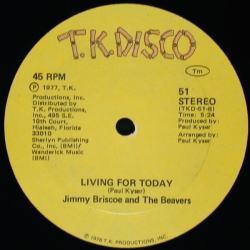 T.K. DISCO
Tm
45 RPM
℗ 1977, T.K.
Productions, Inc.
Distributed by
T.K. Productions,
Inc., 495 S.E.
10th Court,
Hialeah, Florida
33010
Sherlyn Publishing
Co., Inc. (BMI)/
Wanderick Music
(BMI)
51
STEREO
(TKD-51-B)
Time: 5:24
Produced by:
Paul Kyser
Arranged by:
Paul Kyser
LIVING FOR TODAY
(Paul Kyser)
Jimmy Briscoe and The Beavers
© 1976 T.K. PRODUCTIONS, INC.